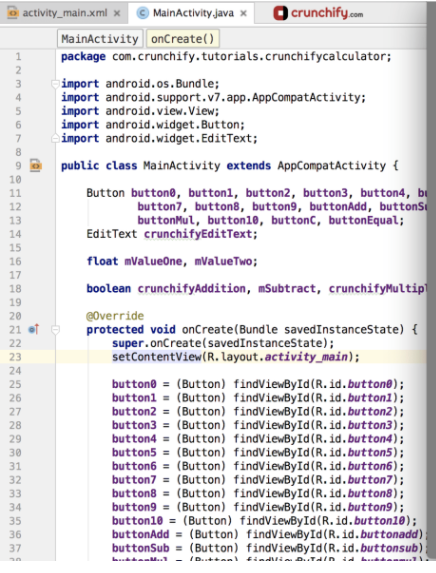 activity_main.xml × MainActivity.java × crunchify.com
MainActivity onCreate()
1 package com.crunchify.tutorials.crunchifycalculator;
2
3 import android.os.Bundle;
4 import android.support.v7.app.AppCompatActivity;
5 import android.view.View;
6 import android.widget.Button;
7 import android.widget.EditText;
8
9 public class MainActivity extends AppCompatActivity {
10
11 Button button0, button1, button2, button3, button4, bu
12 button7, button8, button9, buttonAdd, buttonSu
13 buttonMul, button10, buttonC, buttonEqual;
14 EditText crunchifyEditText;
15
16 float mValueOne, mValueTwo;
17
18 boolean crunchifyAddition, mSubtract, crunchifyMultipl
19
20 @Override
21 protected void onCreate(Bundle savedInstanceState) {
22 super.onCreate(savedInstanceState);
23 setContentView(R.layout.activity_main);
24
25 button0 = (Button) findViewById(R.id.button0);
26 button1 = (Button) findViewById(R.id.button1);
27 button2 = (Button) findViewById(R.id.button2);
28 button3 = (Button) findViewById(R.id.button3);
29 button4 = (Button) findViewById(R.id.button4);
30 button5 = (Button) findViewById(R.id.button5);
31 button6 = (Button) findViewById(R.id.button6);
32 button7 = (Button) findViewById(R.id.button7);
33 button8 = (Button) findViewById(R.id.button8);
34 button9 = (Button) findViewById(R.id.button9);
35 button10 = (Button) findViewById(R.id.button10);
36 buttonAdd = (Button) findViewById(R.id.buttonadd)
37 buttonSub = (Button) findViewById(R.id.buttonsub)